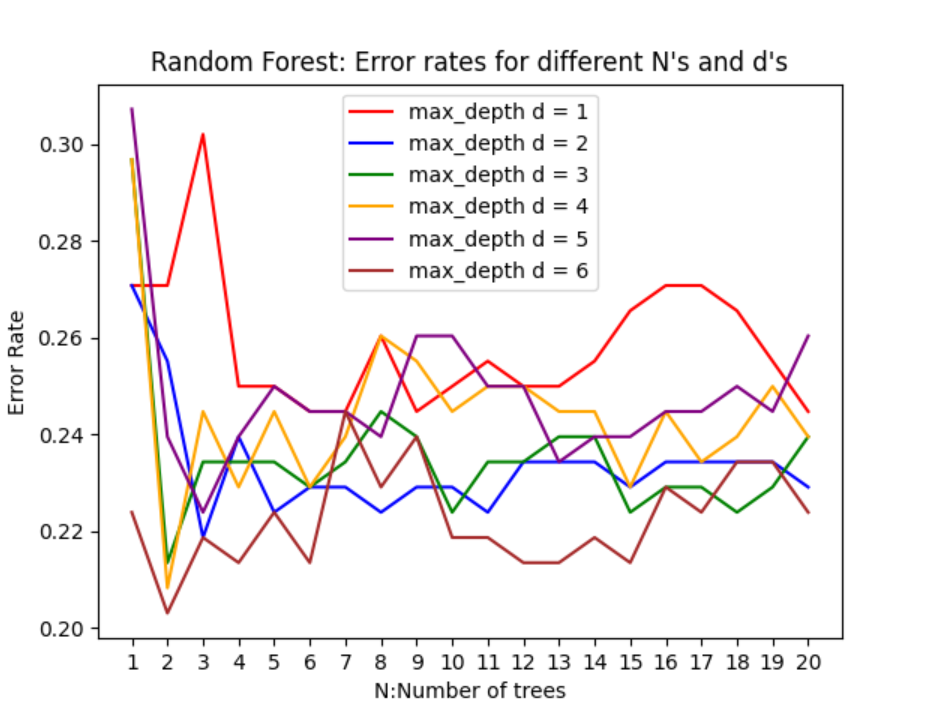 Random Forest: Error rates for different N's and d's
max_depth d = 1
max_depth d = 2
max_depth d = 3
max_depth d = 4
max_depth d = 5
max_depth d = 6
0.30
0.28
0.26
0.24
0.22
0.20
Error Rate
1 2 3 4 5 6 7 8 9 10 11 12 13 14 15 16 17 18 19 20
N:Number of trees